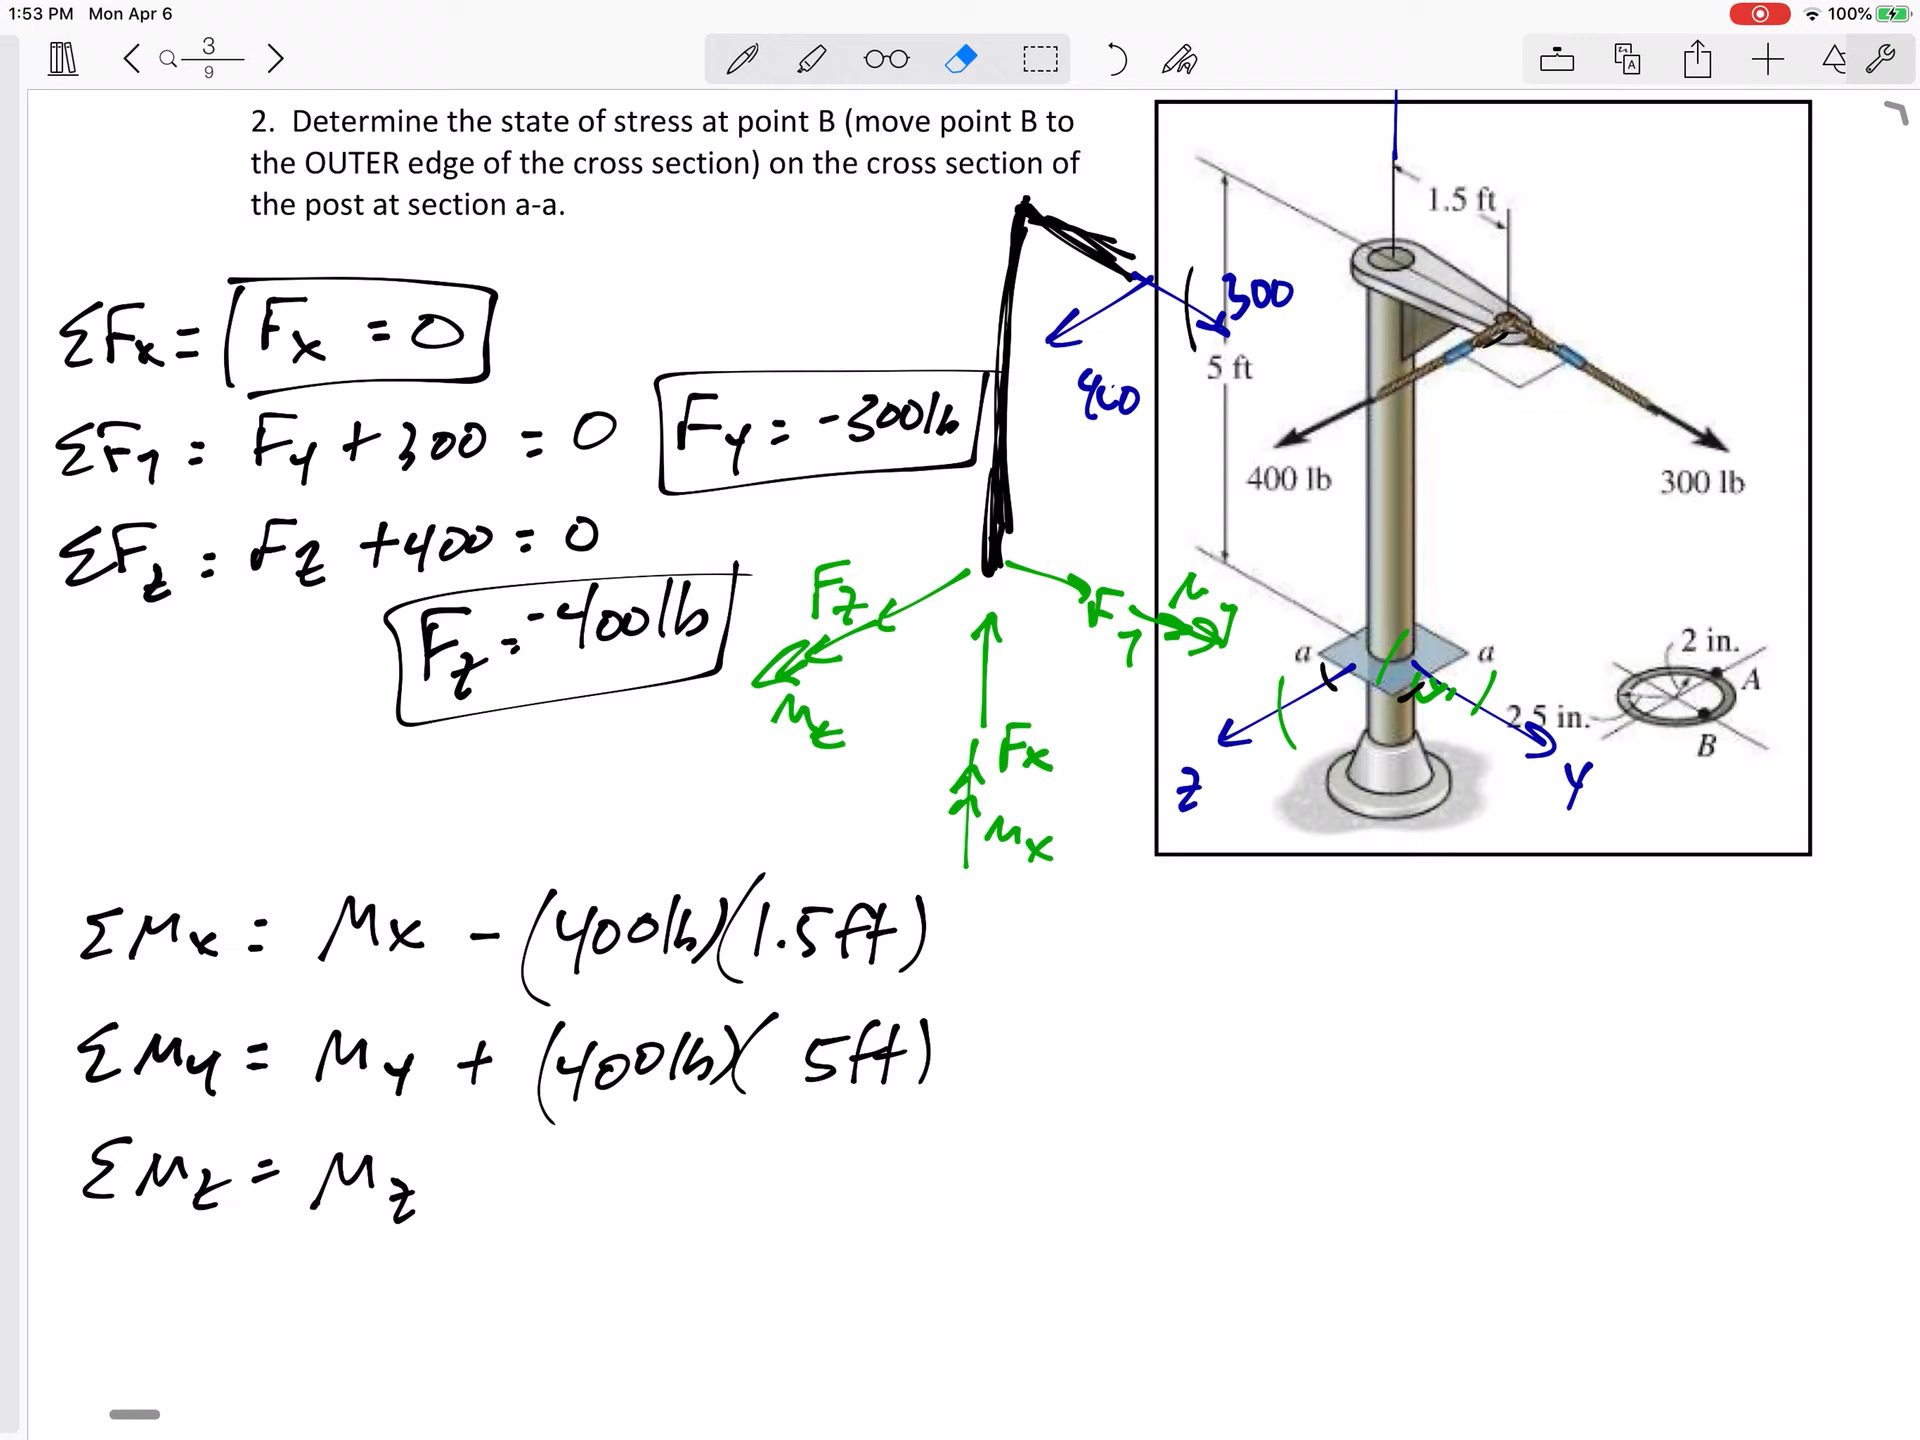 1:53 PM Mon Apr 6
100%
3
9
2. Determine the state of stress at point B (move point B to
the OUTER edge of the cross section) on the cross section of
the post at section a-a.
ΣFx = Fx = 0
ΣFy = Fy + 300 = 0
Fy = -300lb
ΣFz = Fz + 400 = 0
Fz = -400lb
300
400
Fz
Mz
Fy
My
Fx
Mx
1.5 ft
5 ft
400 lb
300 lb
a
a
2 in.
A
2.5 in.
B
z
y
ΣMx = Mx - (400lb)(1.5ft)
ΣMy = My + (400lb)( 5ft)
ΣMz = Mz